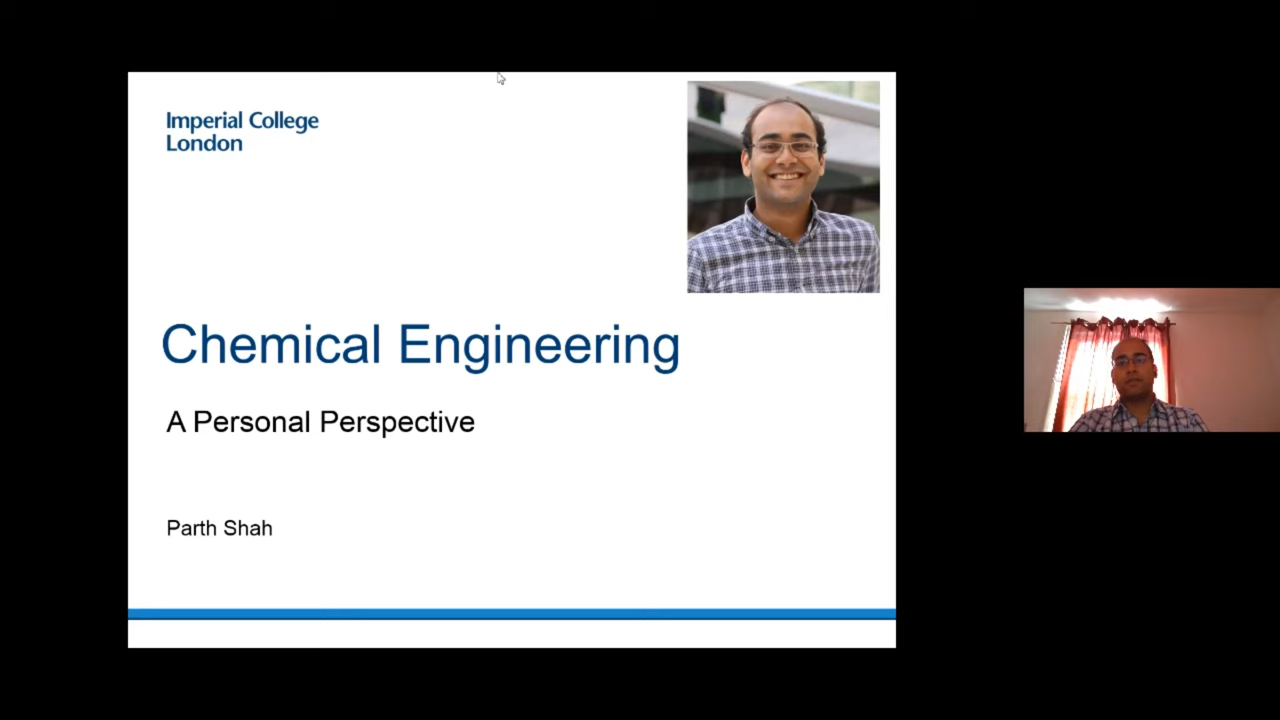 Imperial College
London
Chemical Engineering
A Personal Perspective
Parth Shah